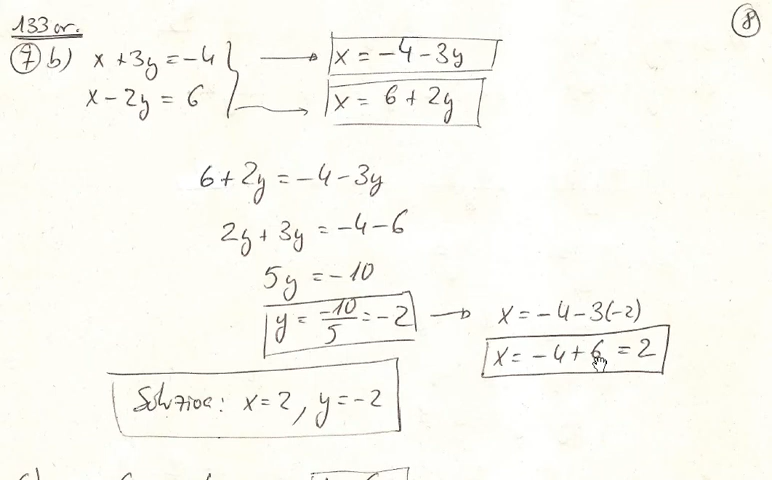 133 or. 8
7 b) x + 3y = -4 → x = -4 - 3y
x - 2y = 6 → x = 6 + 2y
6 + 2y = -4 - 3y
2y + 3y = -4 - 6
5y = -10
y = -10/5 = -2 → x = -4 - 3(-2)
x = -4 + 6 = 2
Soluzioa: x = 2, y = -2